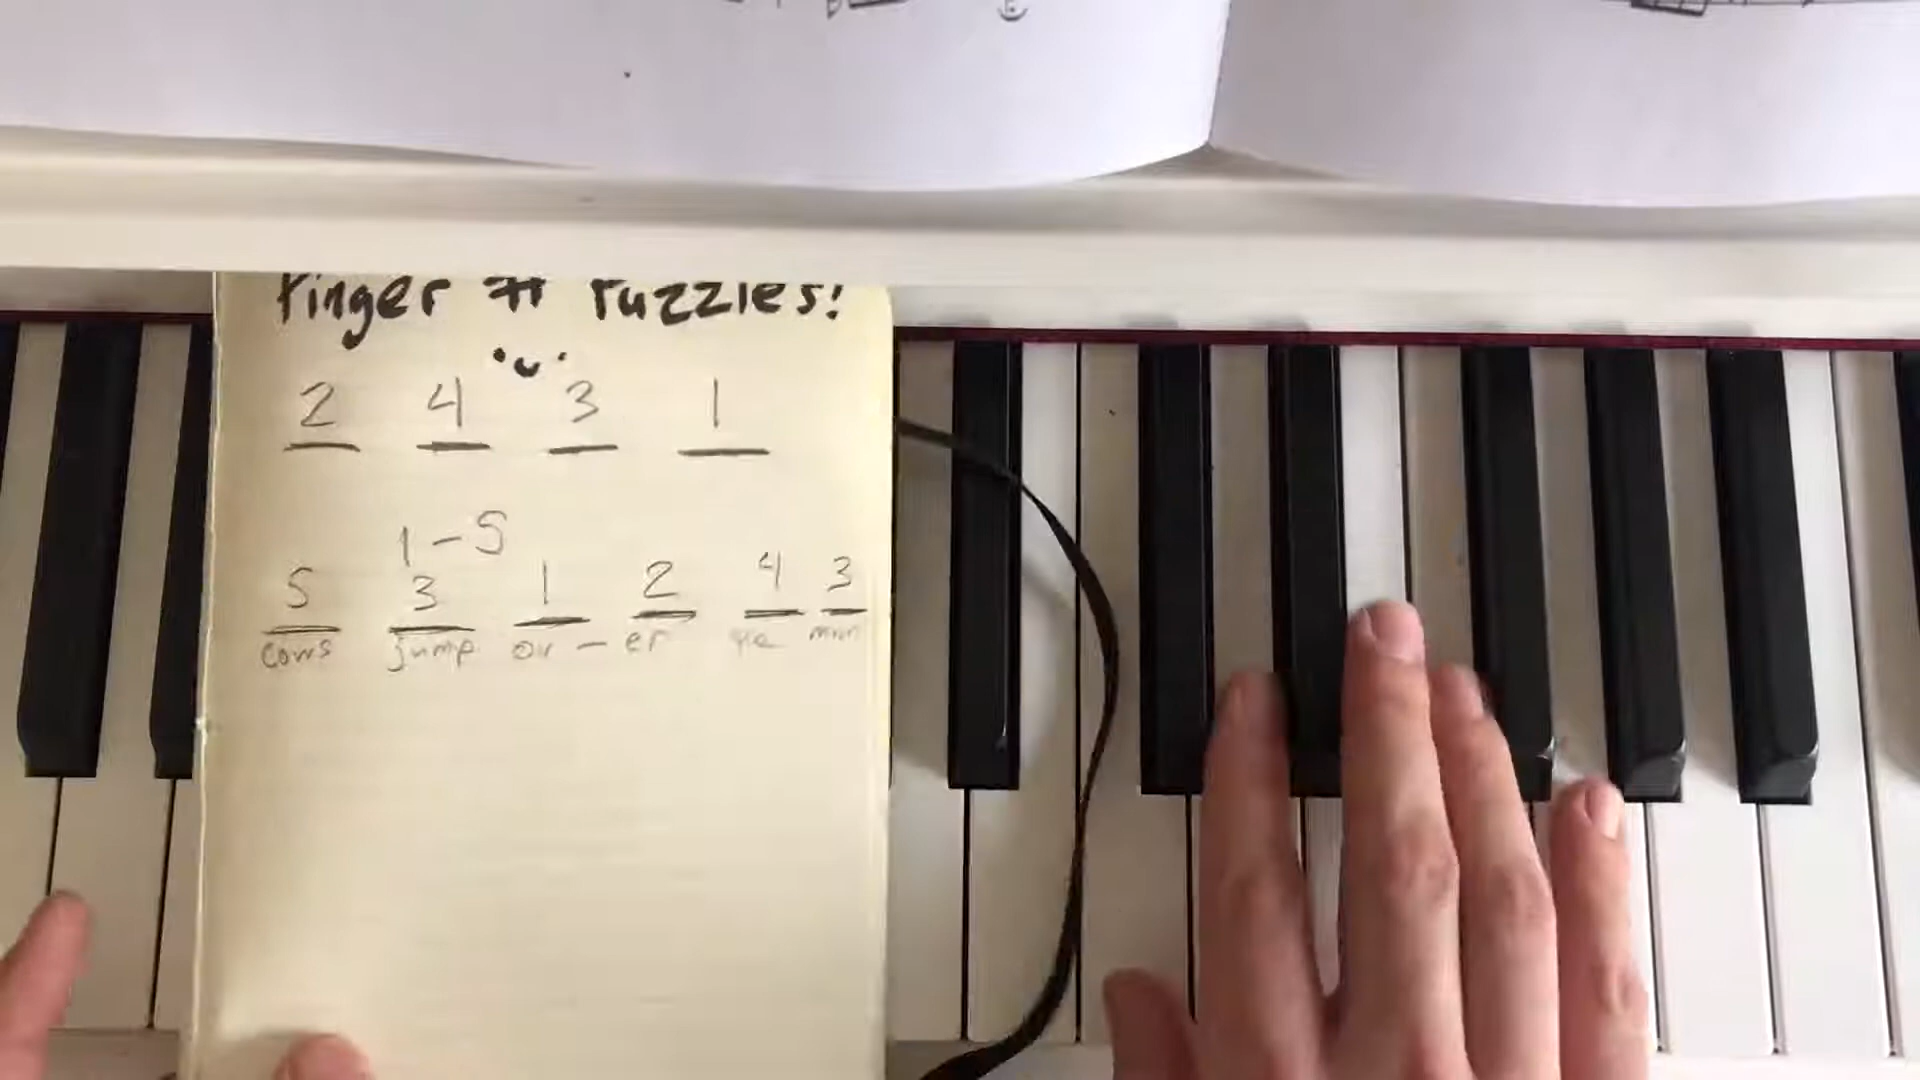 Finger # Puzzles!
2 4 3 1
1-5
5 3 1 2 4 3
cows jump ov - er the mun